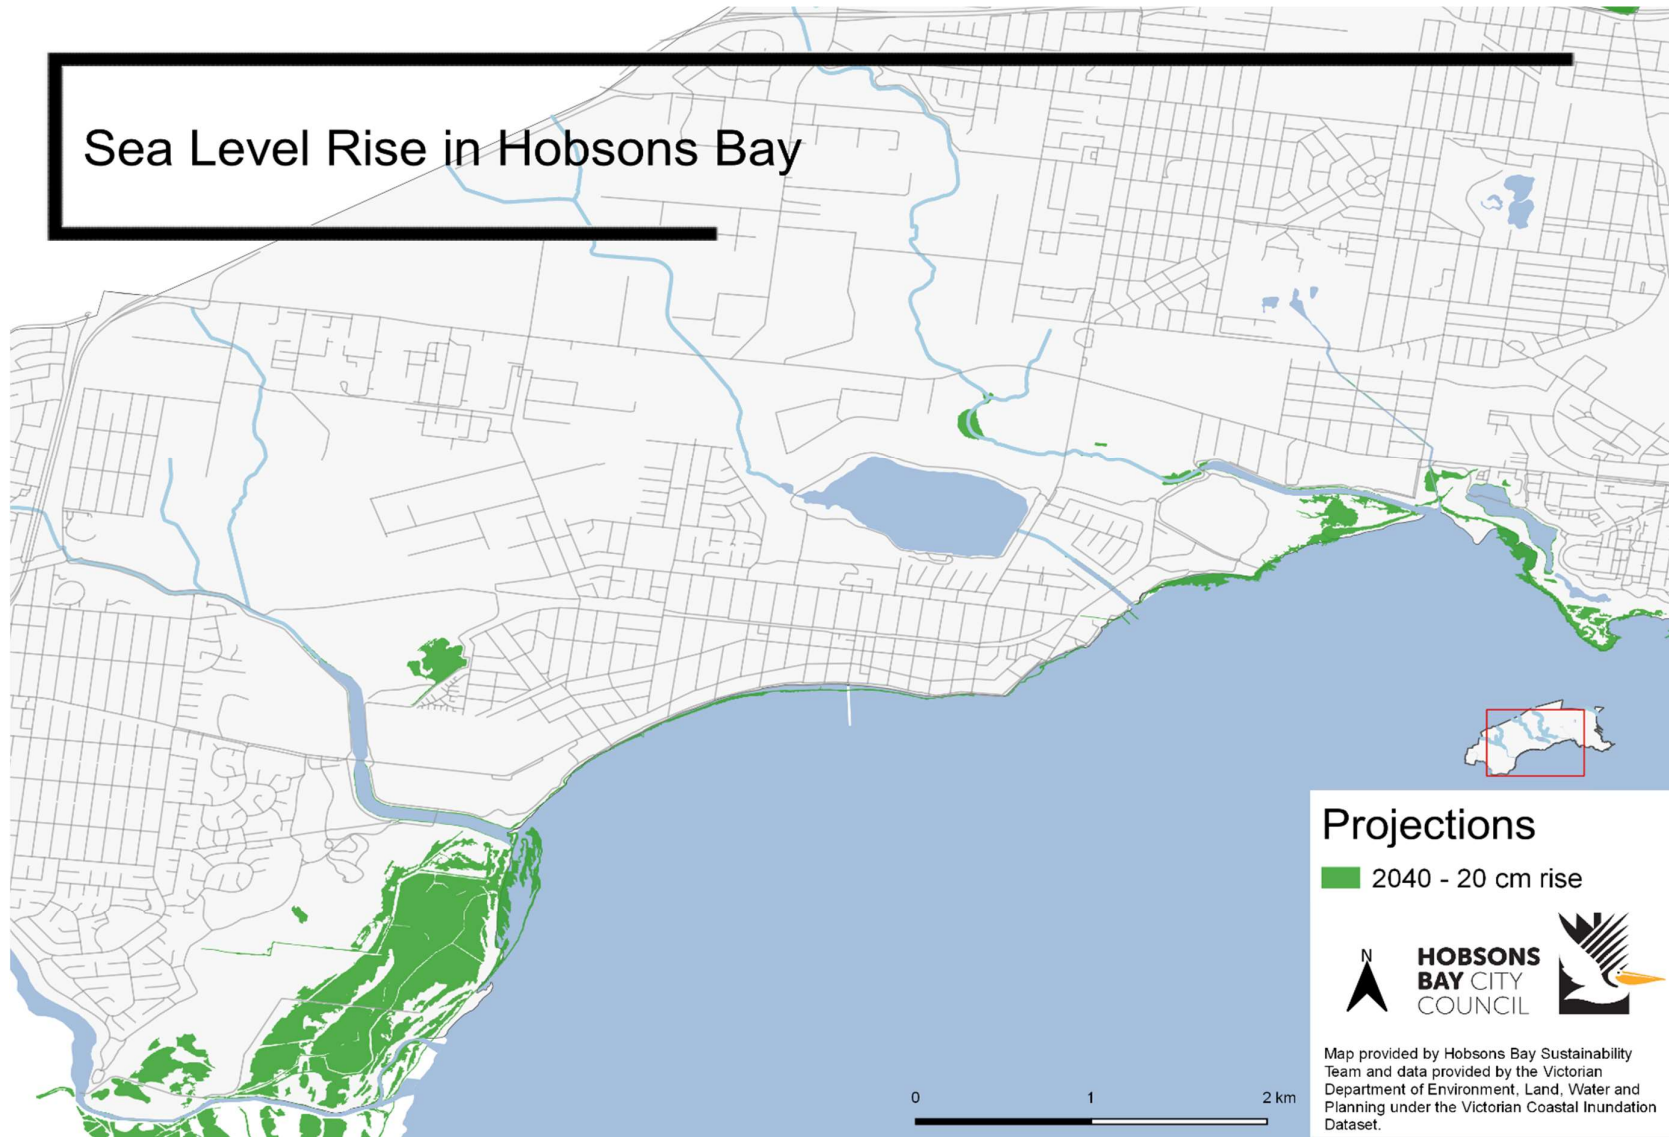 Sea Level Rise in Hobsons Bay
Projections
2040 - 20 cm rise
N
HOBSONS
BAY CITY
COUNCIL
Map provided by Hobsons Bay Sustainability
Team and data provided by the Victorian
Department of Environment, Land, Water and
Planning under the Victorian Coastal Inundation
Dataset.
0 1 2 km